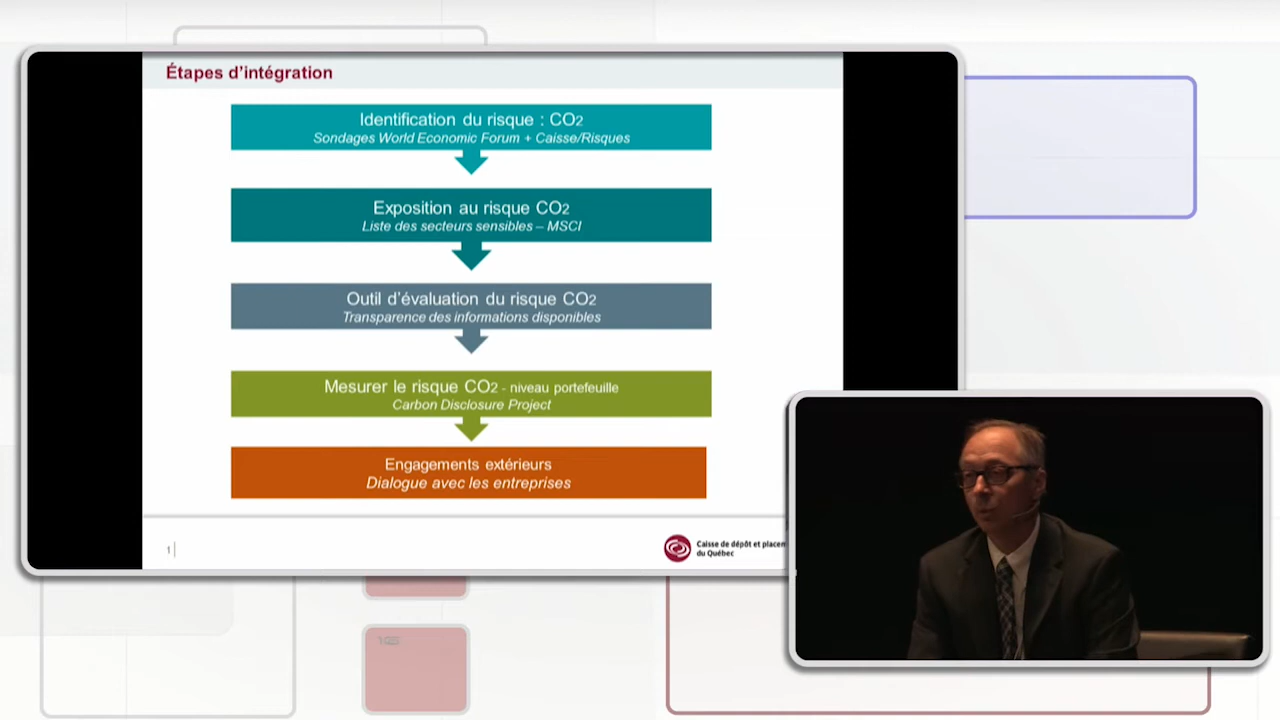 Étapes d'intégration
Identification du risque : CO2
Sondages World Economic Forum + Caisse/Risques
Exposition au risque CO2
Liste des secteurs sensibles – MSCI
Outil d'évaluation du risque CO2
Transparence des informations disponibles
Mesurer le risque CO2 - niveau portefeuille
Carbon Disclosure Project
Engagements extérieurs
Dialogue avec les entreprises
1
Caisse de dépôt et placem
du Québec